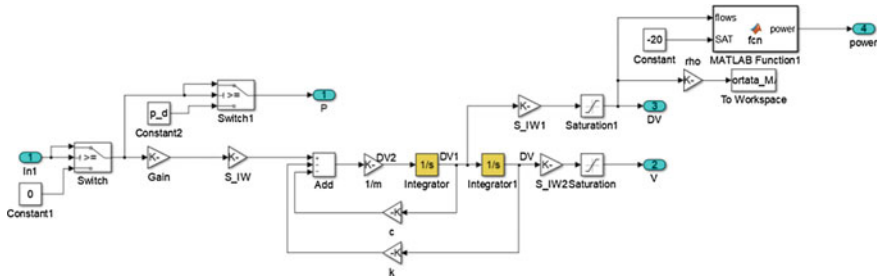 flows
SAT
fcn
power
MATLAB Function1
4
power
-20
Constant
rho
K-
ortata_M
To Workspace
p_d
Constant2
>=
Switch1
1
P
K-
S_IW1
Saturation1
3
DV
1
In1
>=
Switch
0
Constant1
K-
Gain
K-
S_IW
+
-
-
Add
K-
1/m
DV2
1/s
Integrator
DV1
1/s
Integrator1
DV
K-
S_IW2
Saturation
2
V
-K
c
-K
k